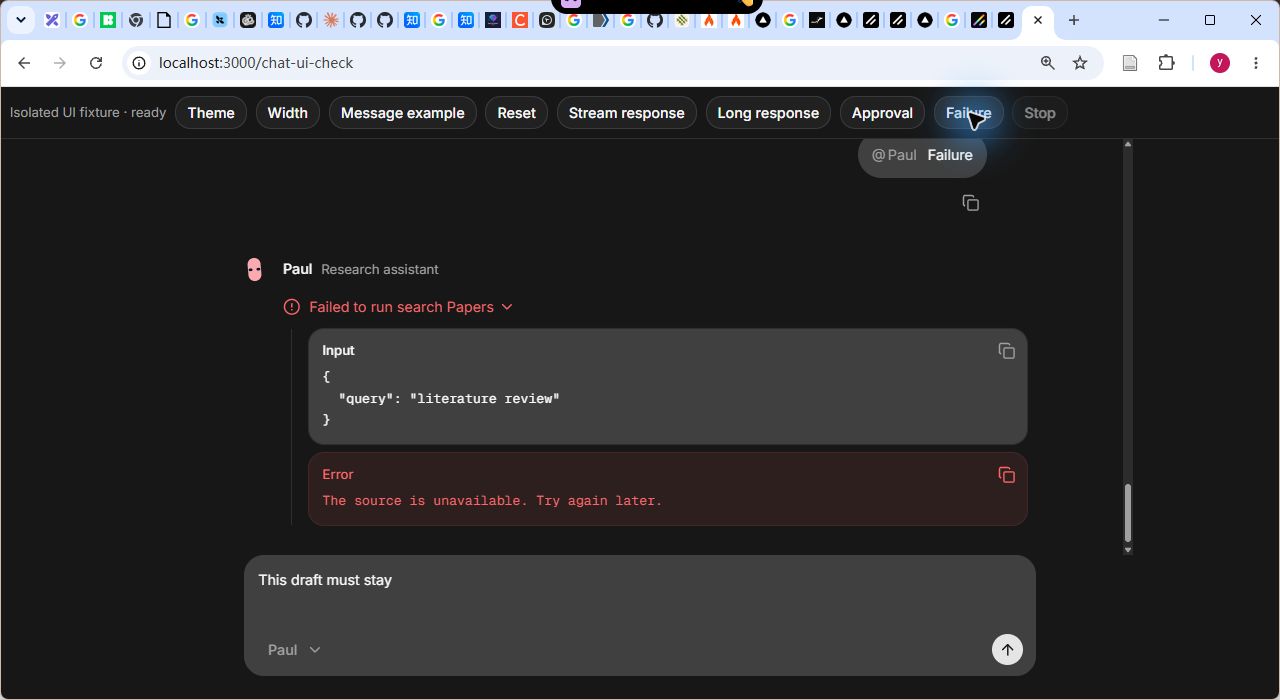 localhost:3000/chat-ui-check
y
Isolated UI fixture · ready Theme Width Message example Reset Stream response Long response Approval Failure Stop
@Paul Failure
Paul Research assistant
Failed to run search Papers
Input
{
"query": "literature review"
}
Error
The source is unavailable. Try again later.
This draft must stay
Paul